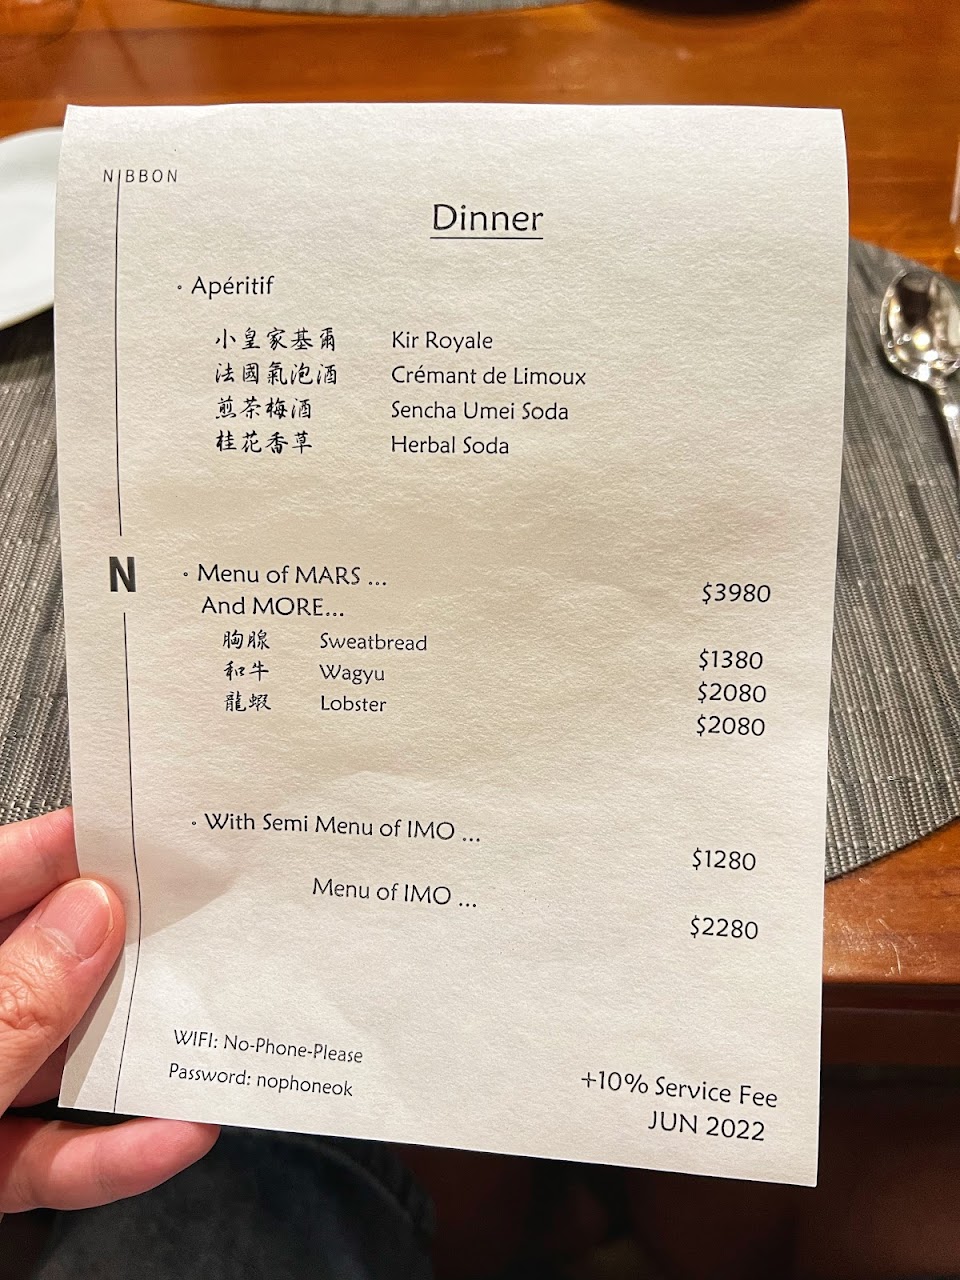 NIBBON
Dinner
◦ Apéritif
小皇家基爾 Kir Royale
法國氣泡酒 Crémant de Limoux
煎茶梅酒 Sencha Umei Soda
桂花香草 Herbal Soda
N
◦ Menu of MARS ... $3980
And MORE...
胸腺 Sweatbread $1380
和牛 Wagyu $2080
龍蝦 Lobster $2080
◦ With Semi Menu of IMO ... $1280
Menu of IMO ... $2280
WIFI: No-Phone-Please
Password: nophoneok
+10% Service Fee
JUN 2022